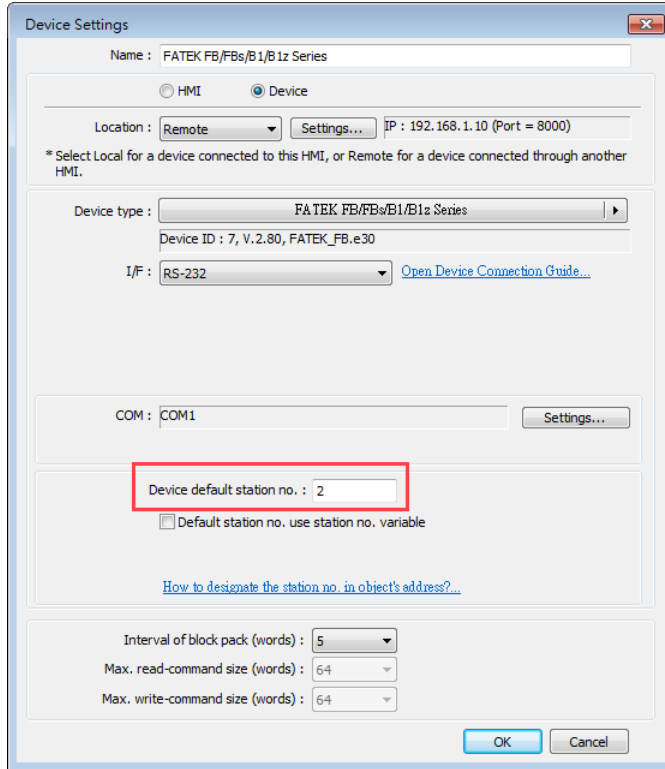 Device Settings
Name : FATEK FB/FBs/B1/B1z Series
HMI Device
Location : Remote Settings... IP : 192.168.1.10 (Port = 8000)
* Select Local for a device connected to this HMI, or Remote for a device connected through another
HMI.
Device type : FATEK FB/FBs/B1/B1z Series
Device ID : 7, V.2.80, FATEK_FB.e30
I/F : RS-232 Open Device Connection Guide...
COM : COM1 Settings...
Device default station no. : 2
Default station no. use station no. variable
How to designate the station no. in object's address?...
Interval of block pack (words) : 5
Max. read-command size (words) : 64
Max. write-command size (words) : 64
OK Cancel